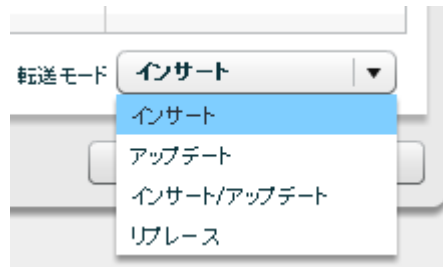 転送モード インサート
インサート
アップデート
インサート/アップデート
リプレース